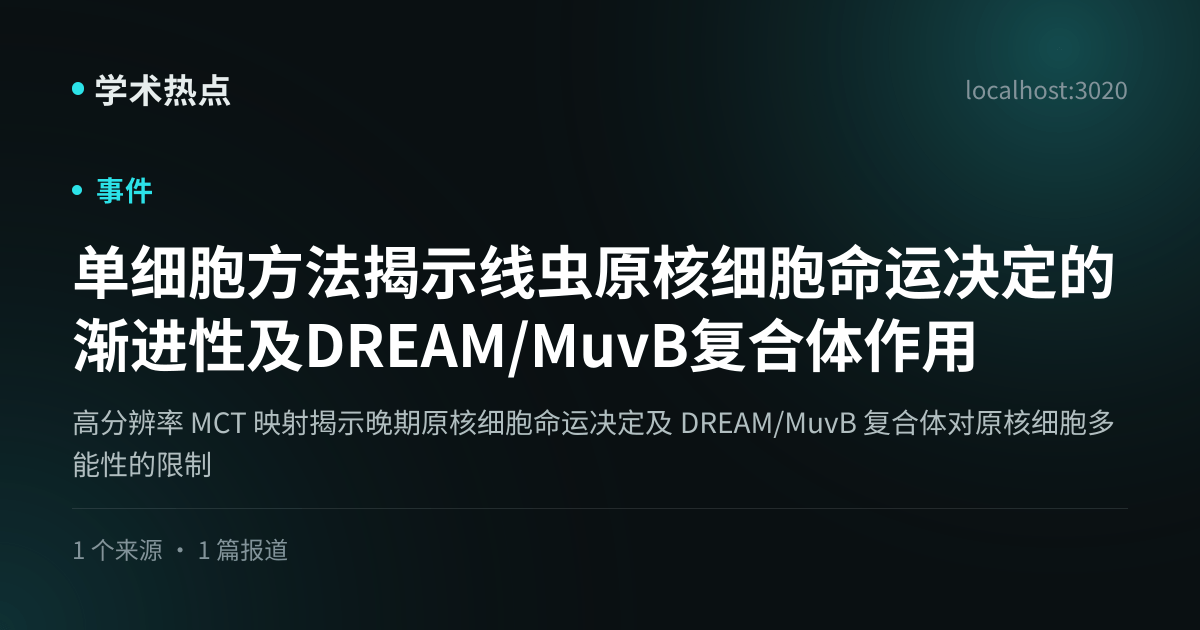 学术热点
localhost:3020
事件
单细胞方法揭示线虫原核细胞命运决定的
渐进性及DREAM/MuvB复合体作用
高分辨率 MCT 映射揭示晚期原核细胞命运决定及 DREAM/MuvB 复合体对原核细胞多
能性的限制
1 个来源 · 1 篇报道